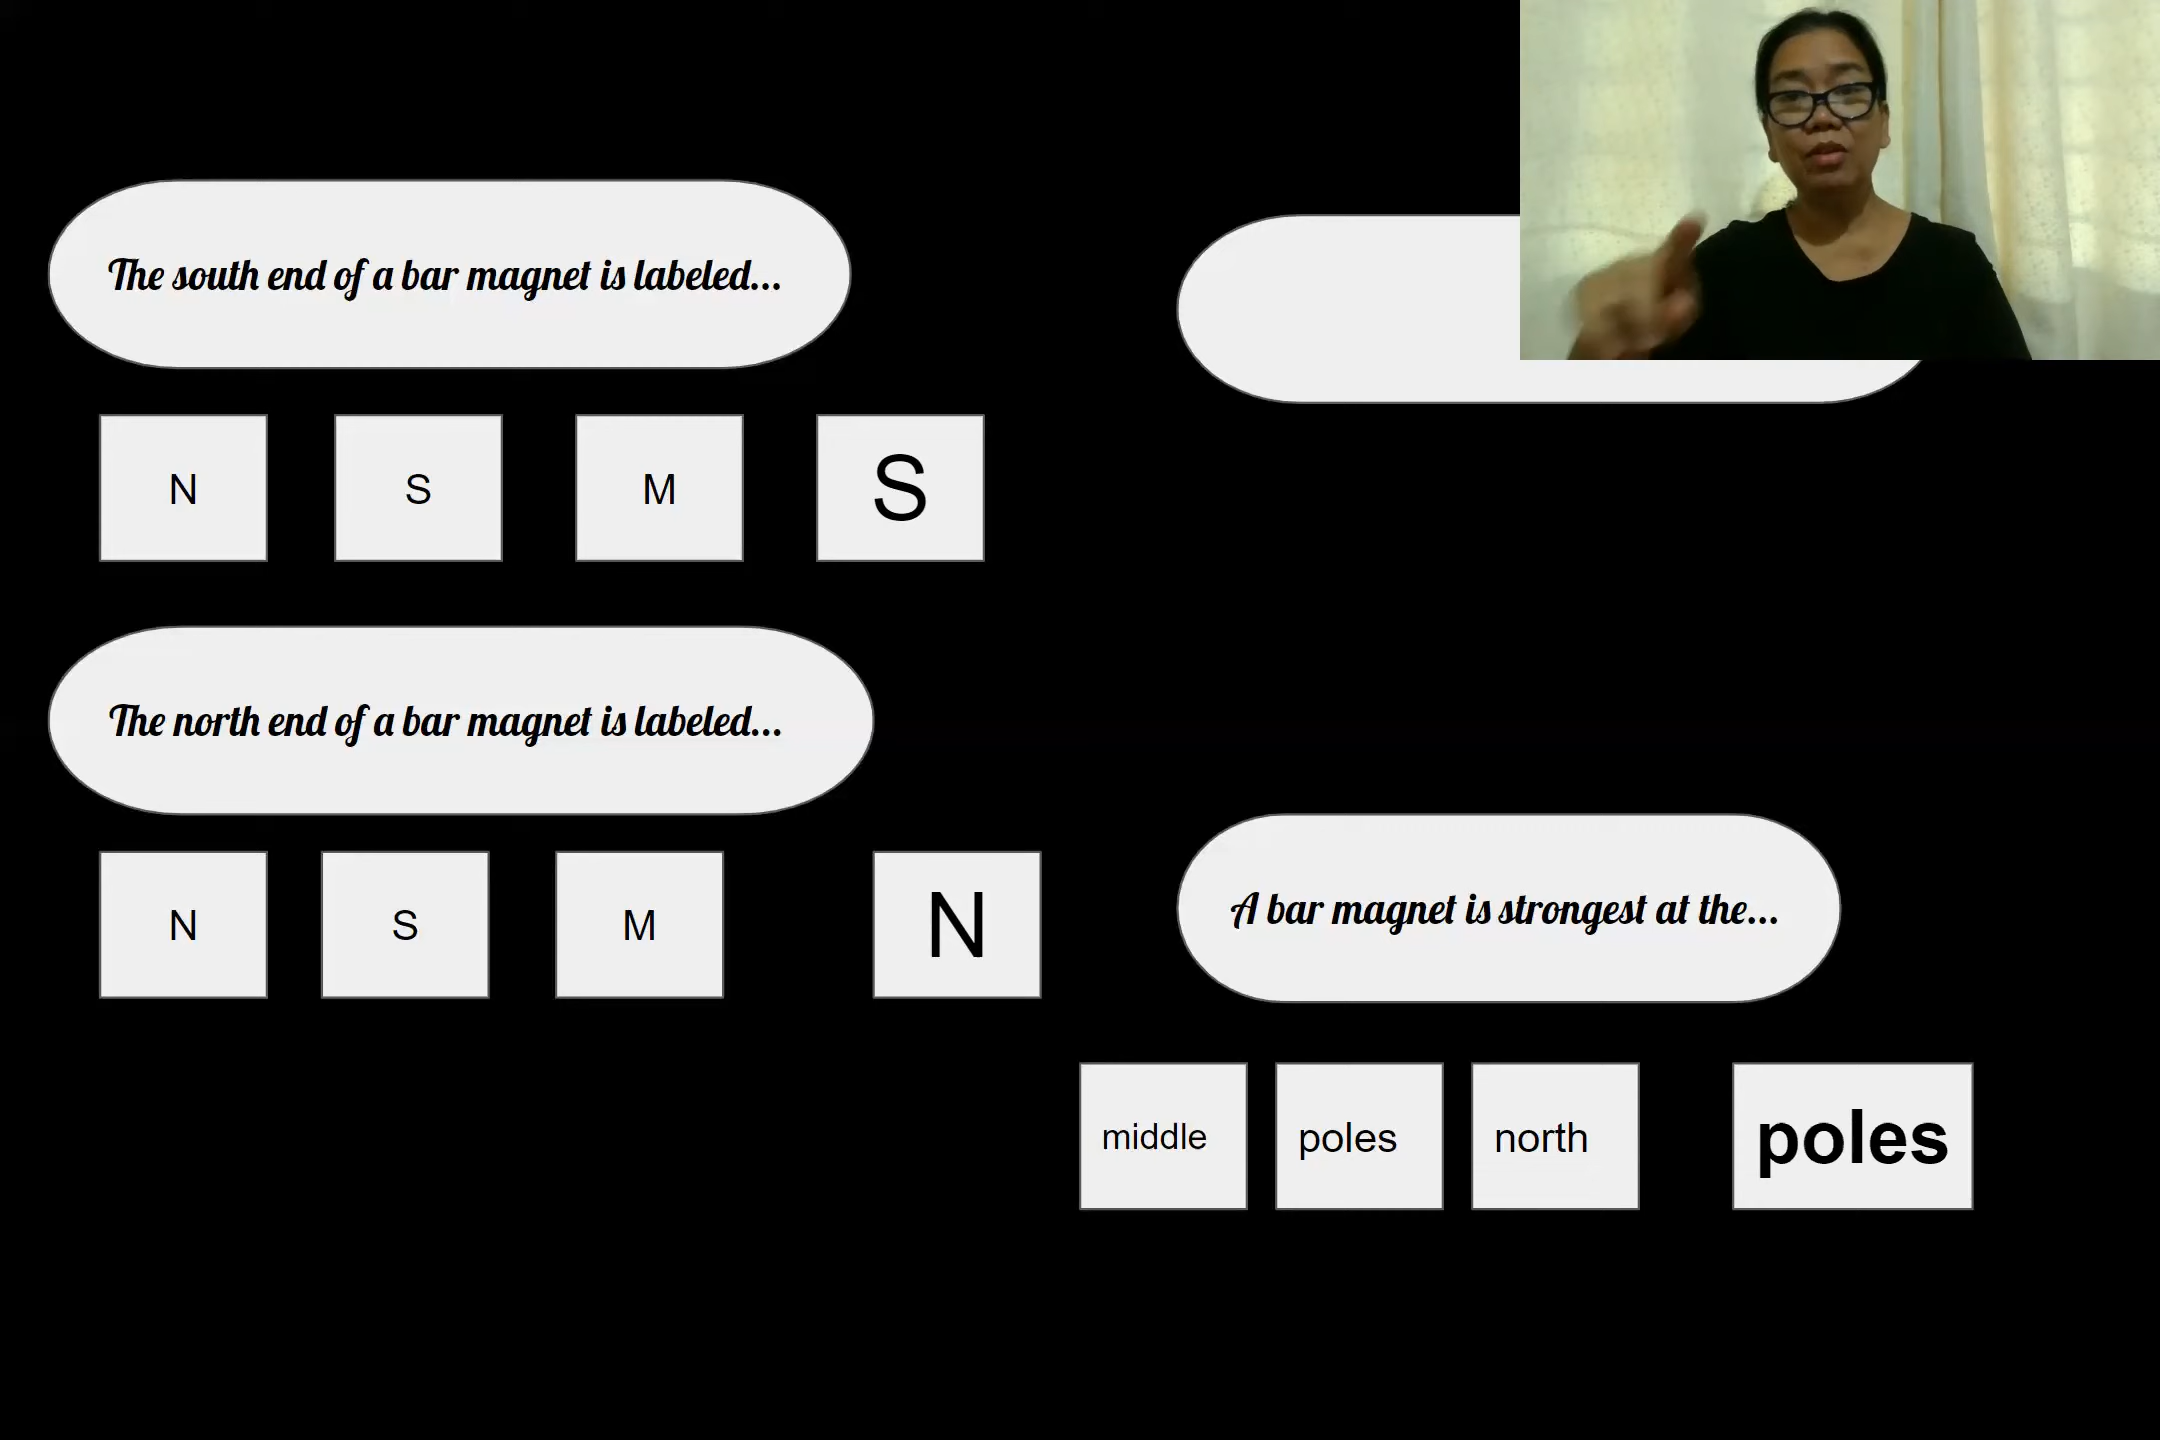 The south end of a bar magnet is labeled...
N S M S
The north end of a bar magnet is labeled...
N S M N
A bar magnet is strongest at the...
middle poles north poles